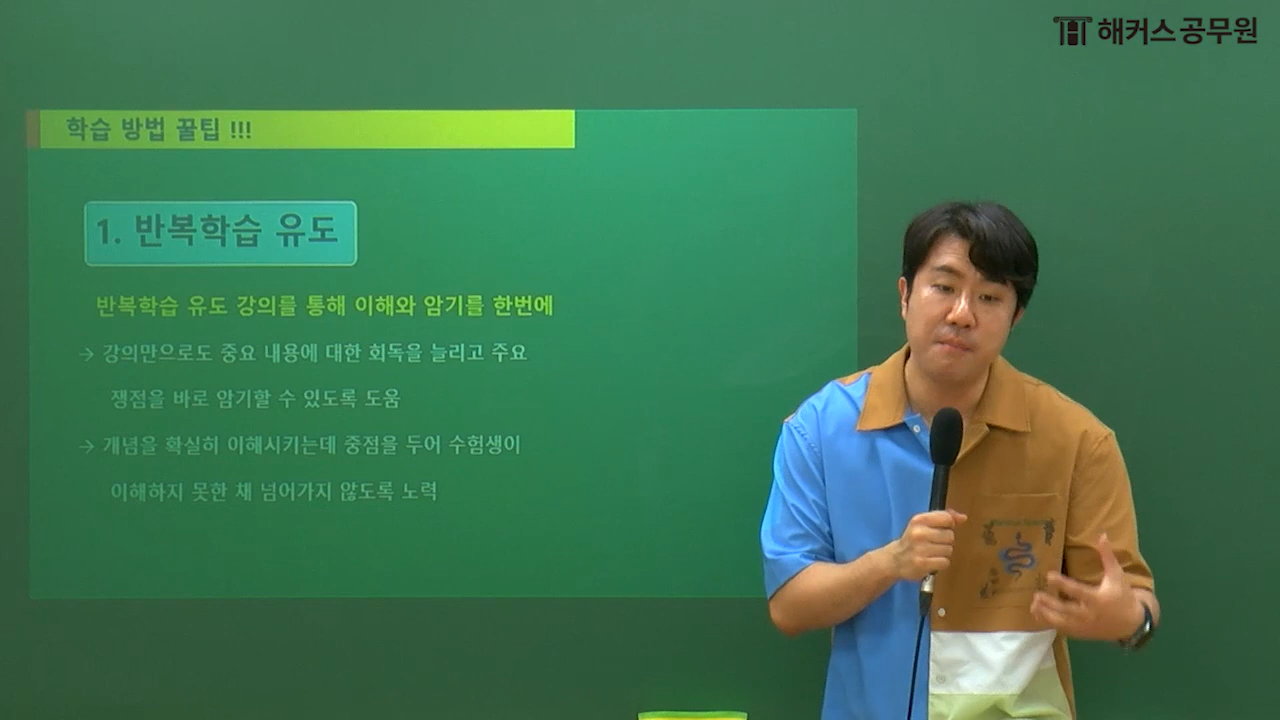 해커스공무원
학습 방법 꿀팁 !!!
1. 반복학습 유도
반복학습 유도 강의를 통해 이해와 암기를 한번에
→ 강의만으로도 중요 내용에 대한 회독을 늘리고 주요
쟁점을 바로 암기할 수 있도록 도움
→ 개념을 확실히 이해시키는데 중점을 두어 수험생이
이해하지 못한 채 넘어가지 않도록 노력